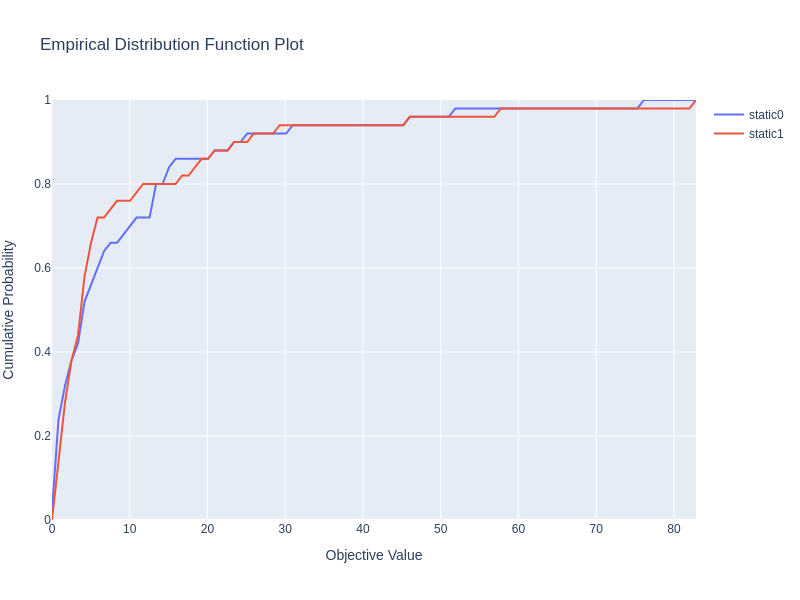 Empirical Distribution Function Plot
static0
static1
Cumulative Probability
1
0.8
0.6
0.4
0.2
0
0 10 20 30 40 50 60 70 80
Objective Value